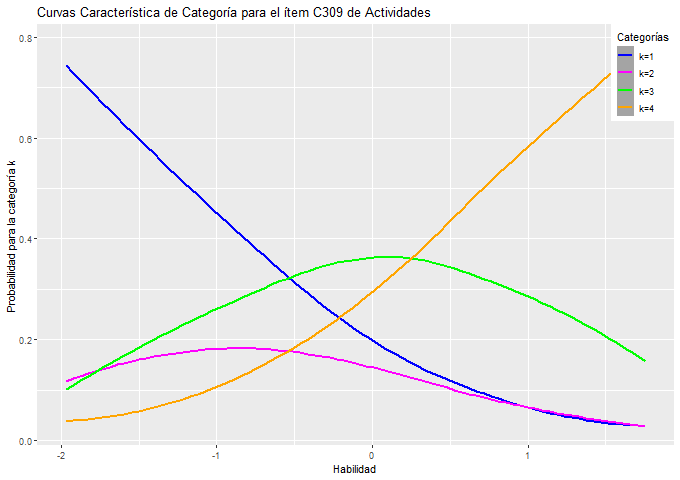 Curvas Característica de Categoría para el ítem C309 de Actividades
Categorías
k=1
k=2
k=3
k=4
Probabilidad para la categoría k
0.8
0.6
0.4
0.2
0.0
-2
-1
0
1
Habilidad